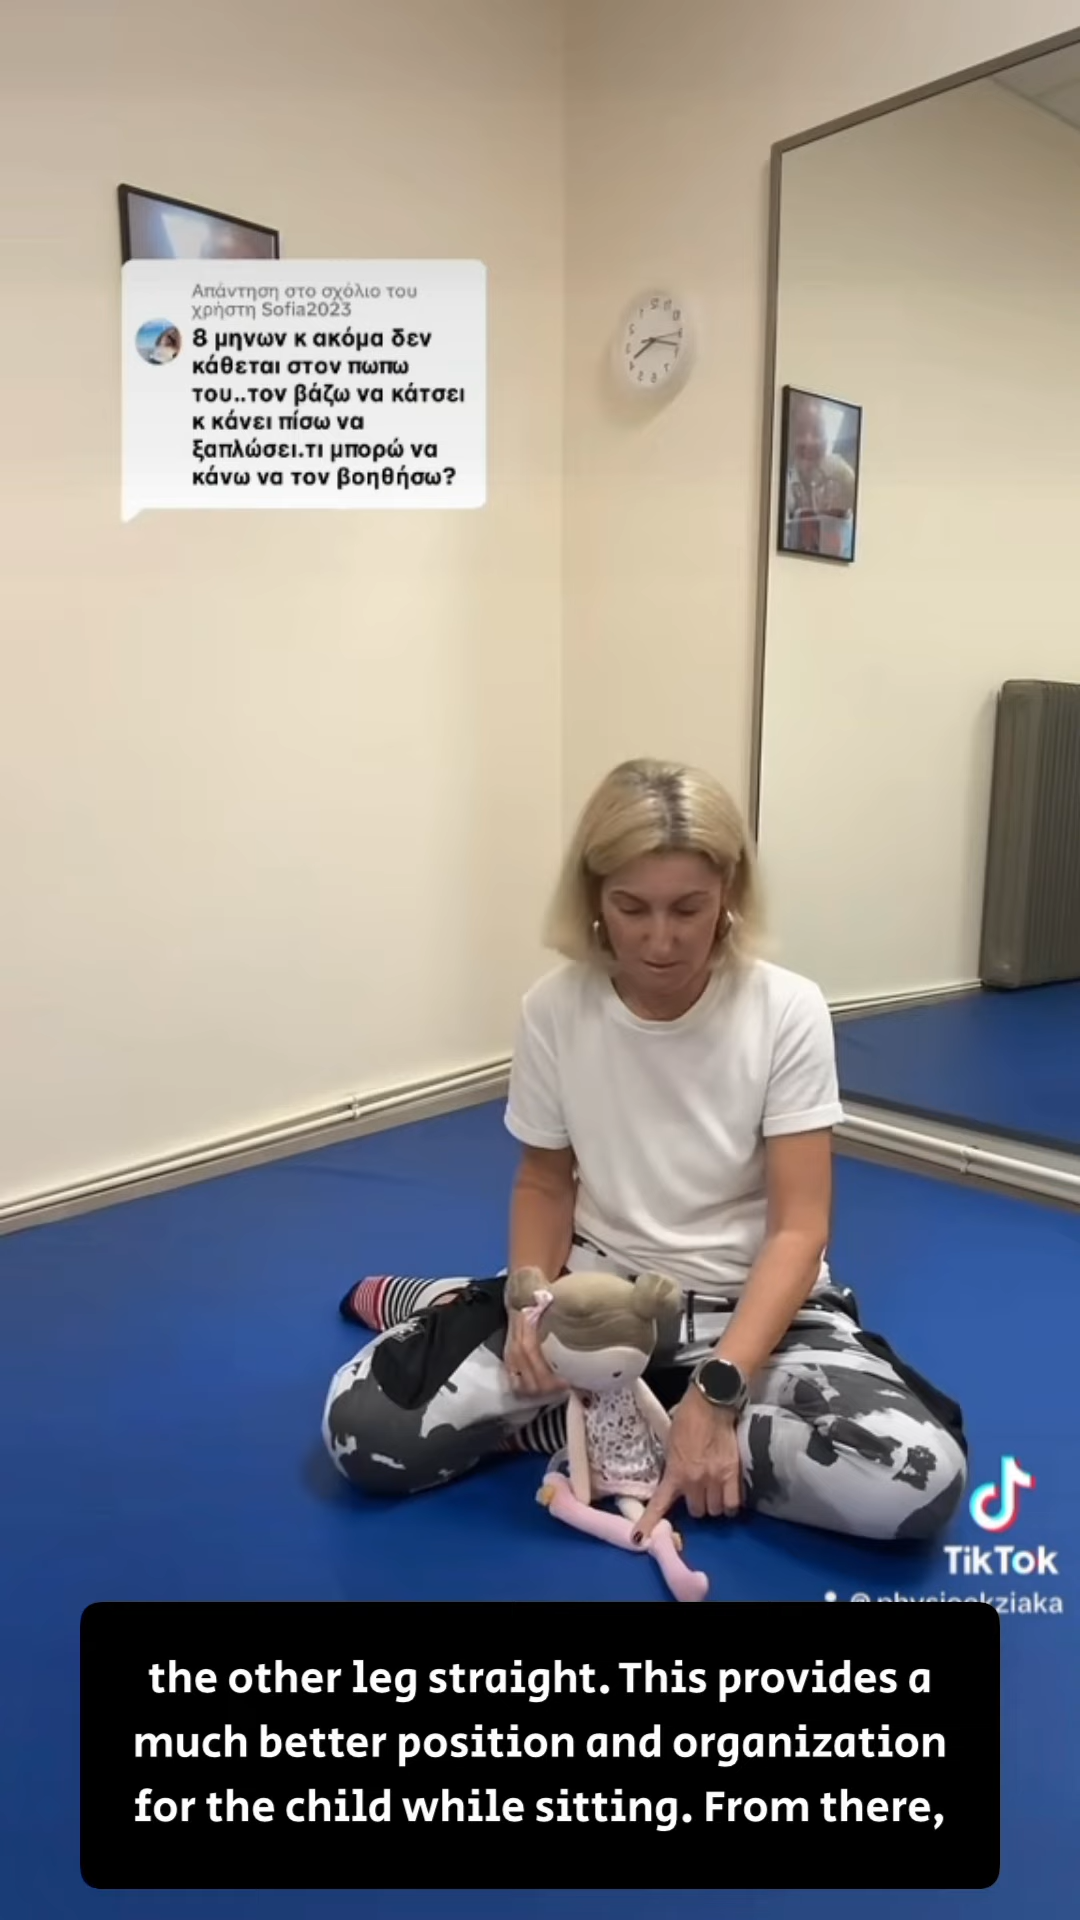 Απάντηση στο σχόλιο του
χρήστη Sofia2023
8 μηνων κ ακόμα δεν
κάθεται στον πωπω
του..τον βάζω να κάτσει
κ κάνει πίσω να
ξαπλώσει.τι μπορώ να
κάνω να τον βοηθήσω?
TikTok
the other leg straight. This provides a
much better position and organization
for the child while sitting. From there,